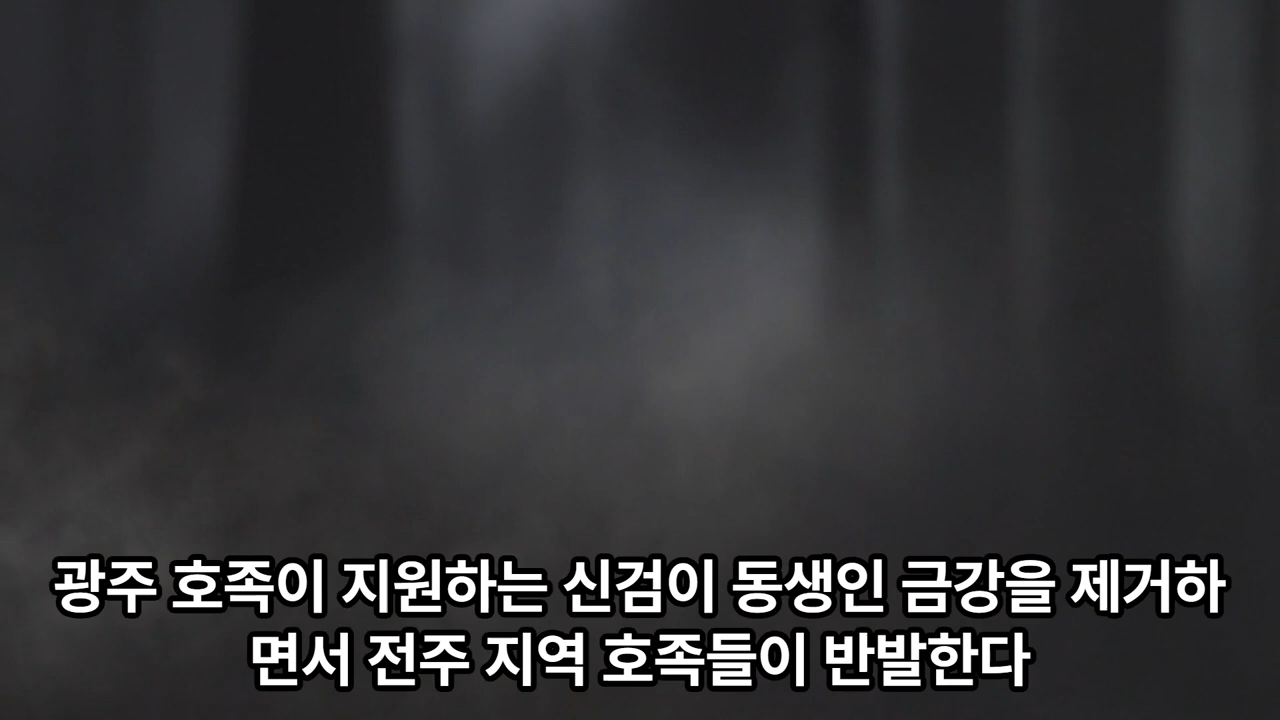 광주 호족이 지원하는 신검이 동생인 금강을 제거하
면서 전주 지역 호족들이 반발한다